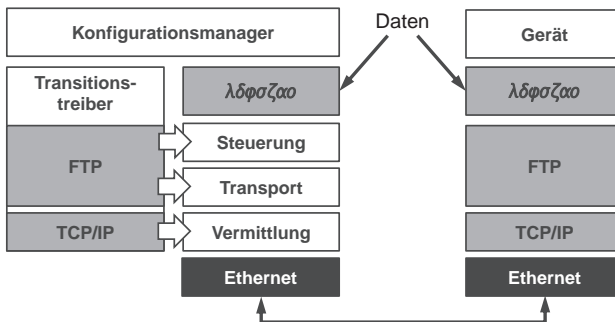 Konfigurationsmanager
Daten
Gerät
Transitions-
treiber
λδφσζαο
λδφσζαο
Steuerung
FTP
Transport
FTP
TCP/IP
Vermittlung
TCP/IP
Ethernet
Ethernet